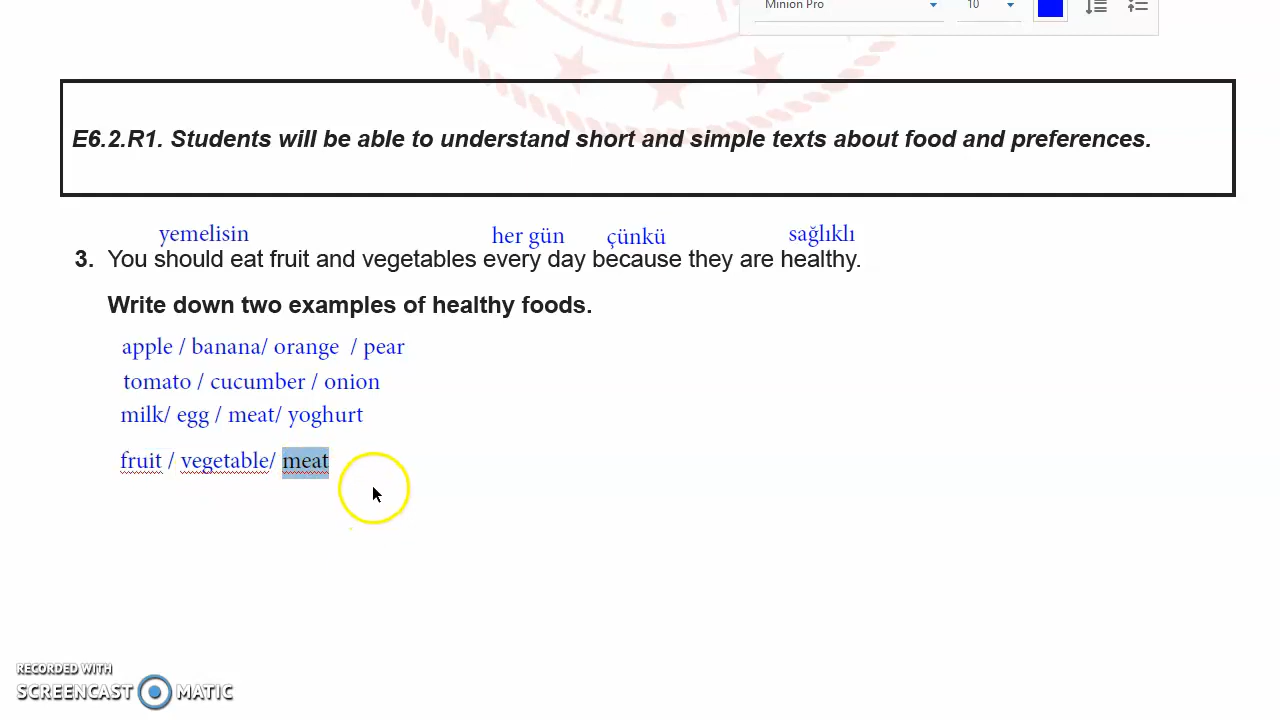 Minion Pro 10
E6.2.R1. Students will be able to understand short and simple texts about food and preferences.
yemelisin her gün çünkü sağlıklı
3. You should eat fruit and vegetables every day because they are healthy.
Write down two examples of healthy foods.
apple / banana/ orange / pear
tomato / cucumber / onion
milk/ egg / meat/ yoghurt
fruit / vegetable/ meat
RECORDED WITH
SCREENCAST MATIC